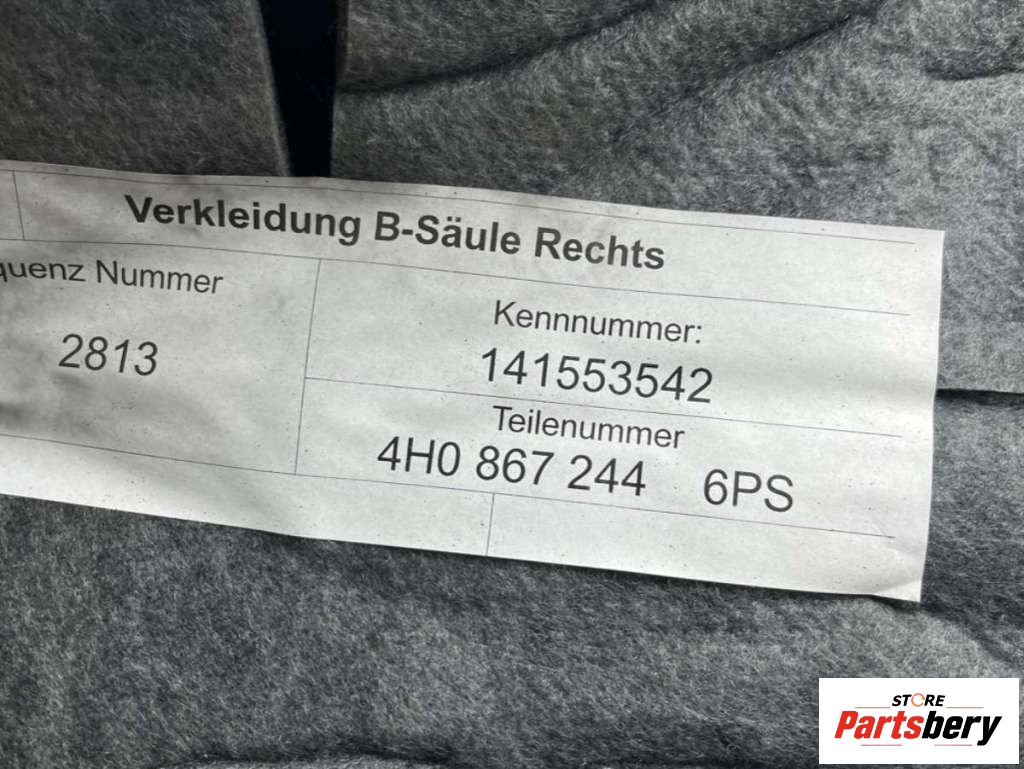 Verkleidung B-Säule Rechts
quenz Nummer
2813
Kennnummer:
141553542
Teilenummer
4H0 867 244 6PS
STORE
Partsbery